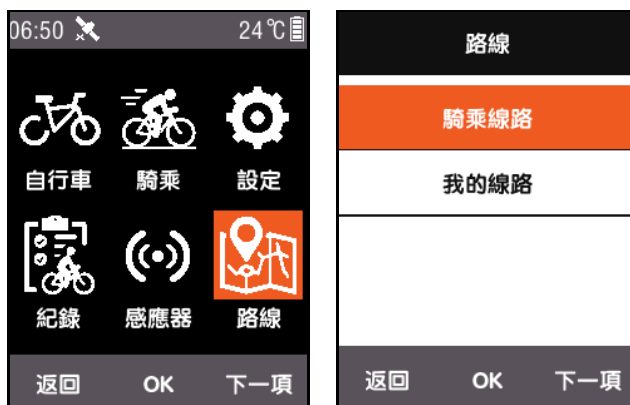 06:50 24℃
自行車 騎乘 設定
紀錄 感應器 路線
返回 OK 下一項
路線
騎乘線路
我的線路
返回 OK 下一項